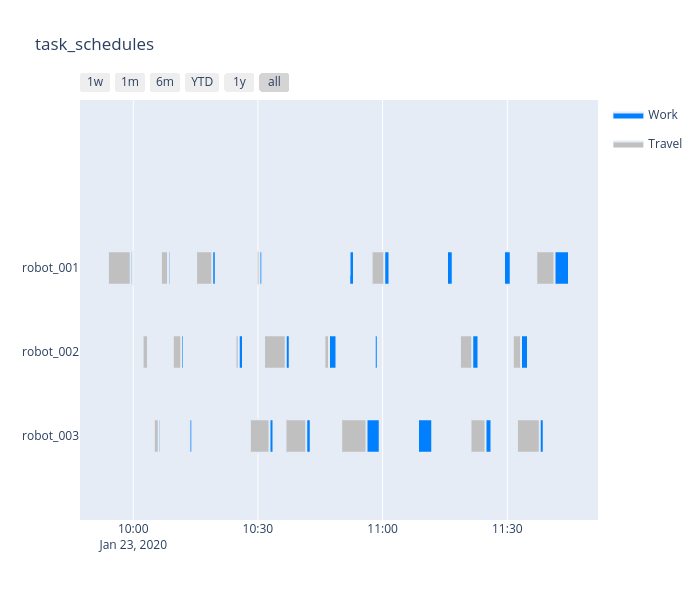 task_schedules
1w 1m 6m YTD 1y all
Work
Travel
robot_001
robot_002
robot_003
10:00 10:30 11:00 11:30
Jan 23, 2020